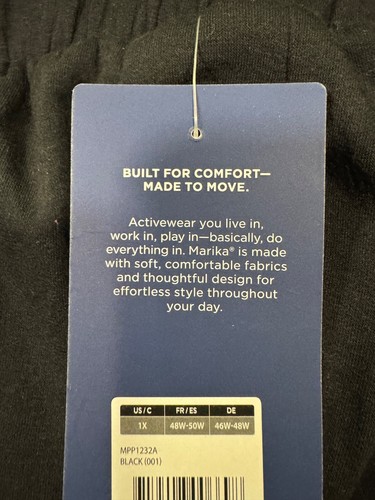 BUILT FOR COMFORT—
MADE TO MOVE.
Activewear you live in,
work in, play in—basically, do
everything in. Marika® is made
with soft, comfortable fabrics
and thoughtful design for
effortless style throughout
your day.
US / C FR / ES DE
1X 48W-50W 46W-48W
MPP1232A
BLACK (001)